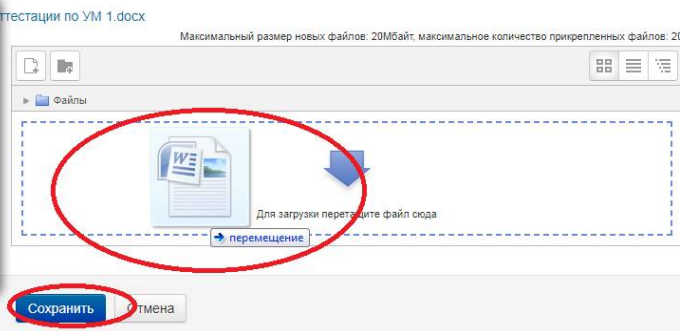 ттестации по УМ 1.docx
Максимальный размер новых файлов: 20Мбайт, максимальное количество прикрепленных файлов: 20
Файлы
W
Для загрузки перетащите файл сюда
перемещение
Сохранить Отмена